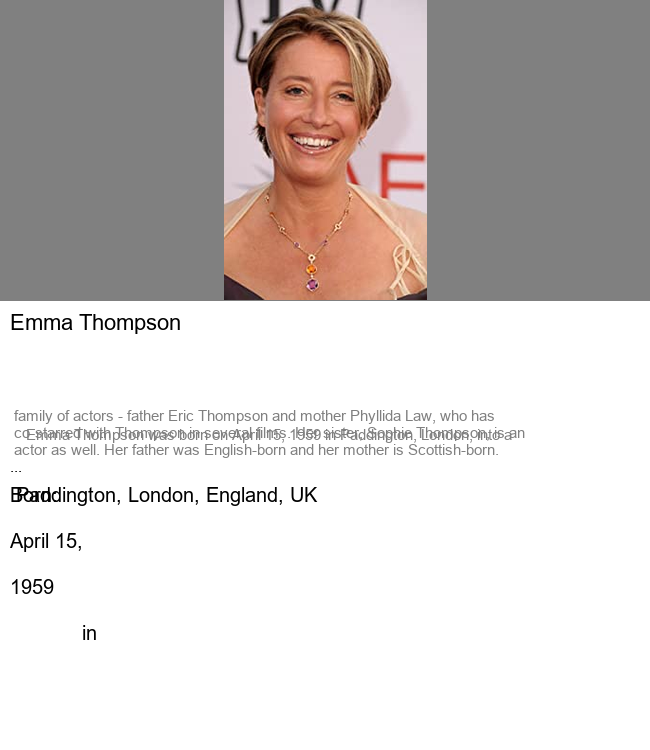 AF
Emma Thompson
Emma Thompson was born on April 15, 1959 in Paddington, London, into a
family of actors - father Eric Thompson and mother Phyllida Law, who has
co-starred with Thompson in several films. Her sister, Sophie Thompson, is an
actor as well. Her father was English-born and her mother is Scottish-born.
...
Born: Paddington, London, England, UK
April 15,
1959
in